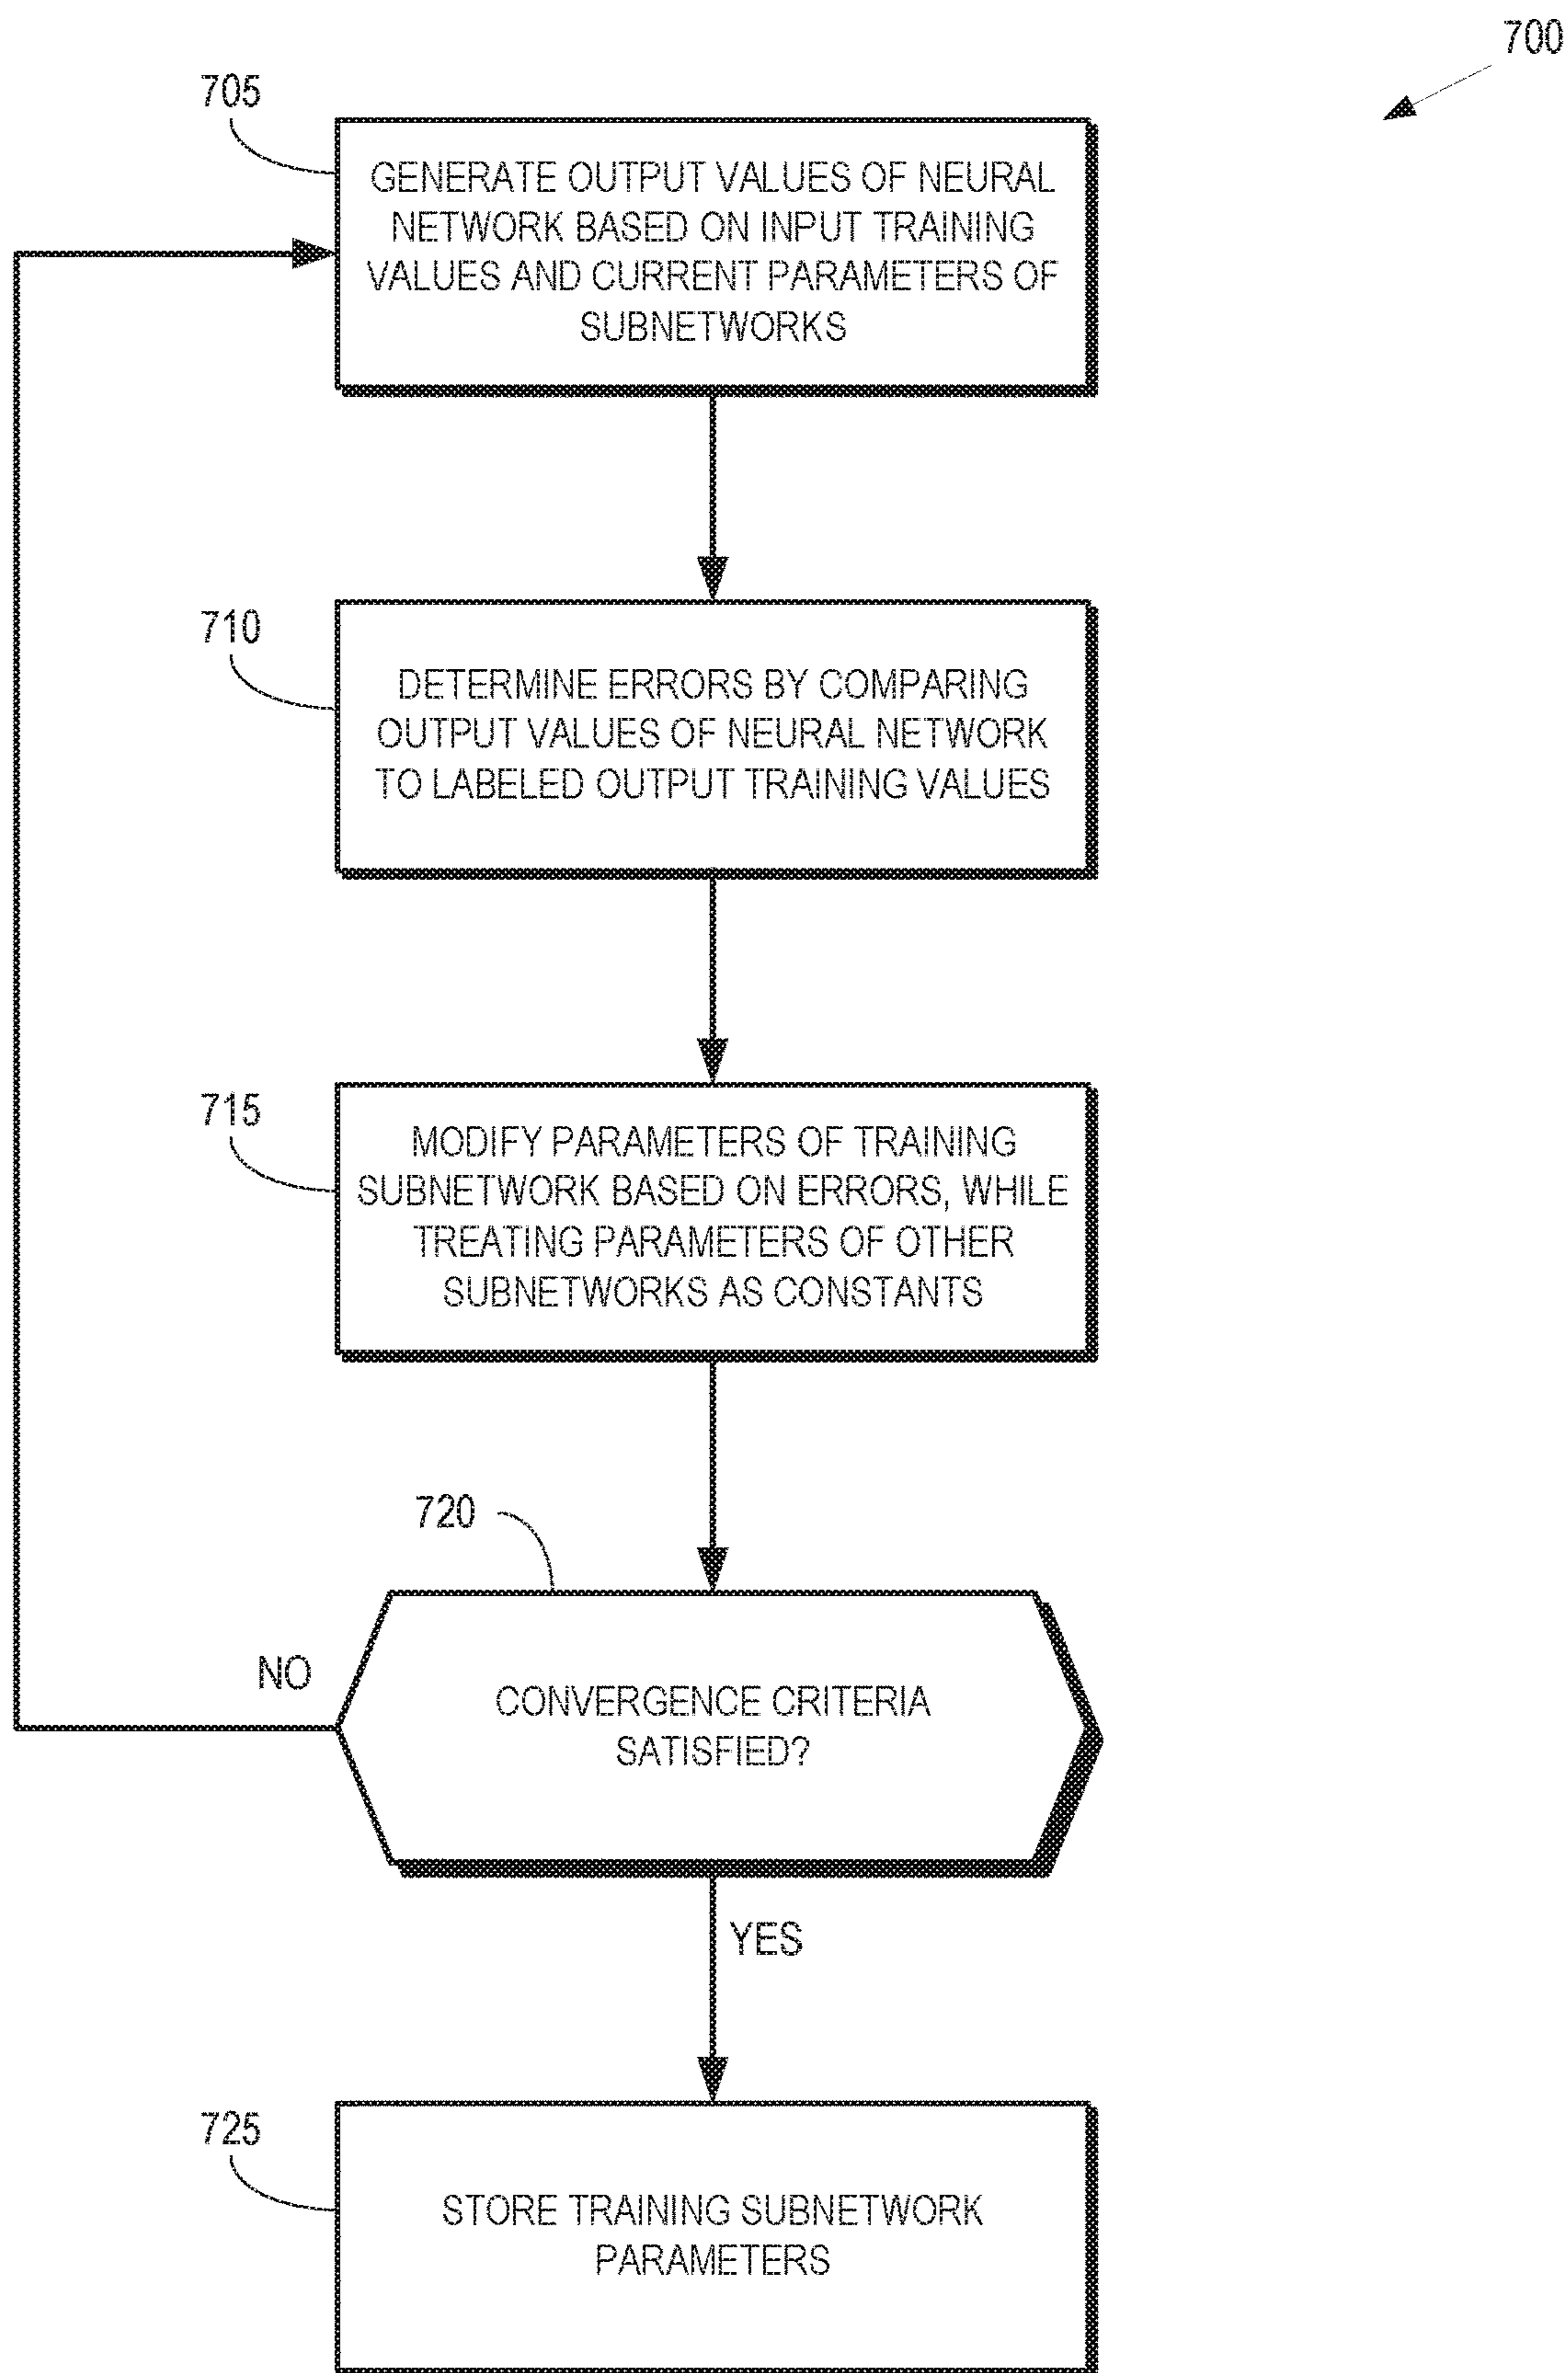 700
705
GENERATE OUTPUT VALUES OF NEURAL
NETWORK BASED ON INPUT TRAINING
VALUES AND CURRENT PARAMETERS OF
SUBNETWORKS
710
DETERMINE ERRORS BY COMPARING
OUTPUT VALUES OF NEURAL NETWORK
TO LABELED OUTPUT TRAINING VALUES
715
MODIFY PARAMETERS OF TRAINING
SUBNETWORK BASED ON ERRORS, WHILE
TREATING PARAMETERS OF OTHER
SUBNETWORKS AS CONSTANTS
720
NO
CONVERGENCE CRITERIA
SATISFIED?
YES
725
STORE TRAINING SUBNETWORK
PARAMETERS